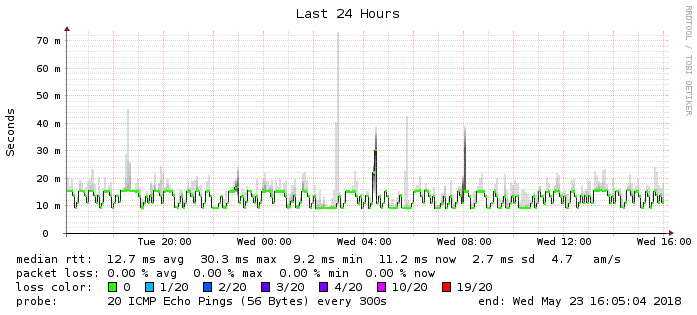 Last 24 Hours
RRDTOOL / TOBI OETIKER
Seconds
70 m
60 m
50 m
40 m
30 m
20 m
10 m
0
Tue 20:00 Wed 00:00 Wed 04:00 Wed 08:00 Wed 12:00 Wed 16:00
median rtt: 12.7 ms avg 30.3 ms max 9.2 ms min 11.2 ms now 2.7 ms sd 4.7 am/s
packet loss: 0.00 % avg 0.00 % max 0.00 % min 0.00 % now
loss color: 0 1/20 2/20 3/20 4/20 10/20 19/20
probe: 20 ICMP Echo Pings (56 Bytes) every 300s end: Wed May 23 16:05:04 2018